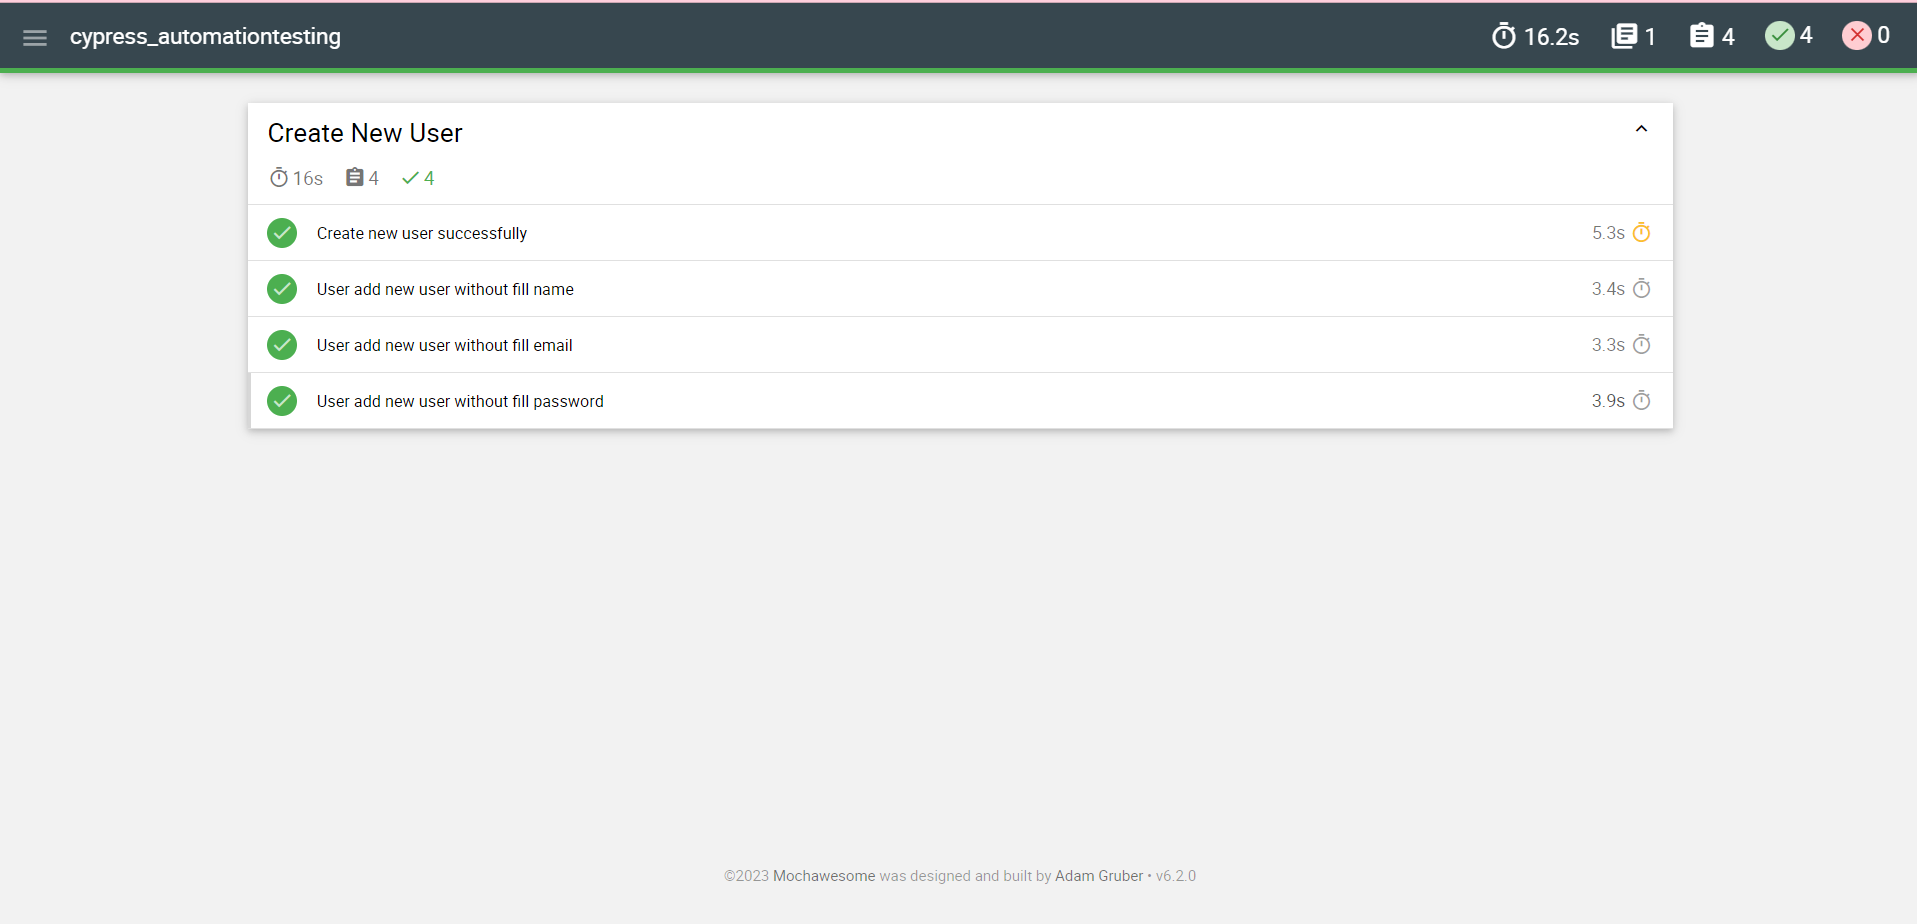 cypress_automationtesting 16.2s 1 4 4 0
Create New User
16s 4 4
Create new user successfully 5.3s
User add new user without fill name 3.4s
User add new user without fill email 3.3s
User add new user without fill password 3.9s
©2023 Mochawesome was designed and built by Adam Gruber • v6.2.0